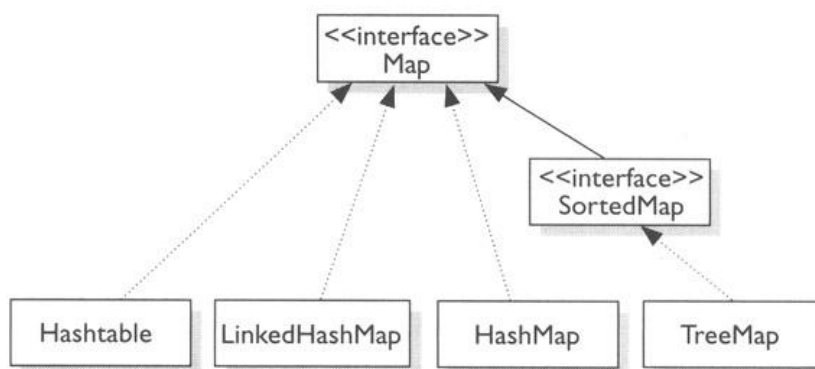 <<interface>>
Map
<<interface>>
SortedMap
Hashtable
LinkedHashMap
HashMap
TreeMap